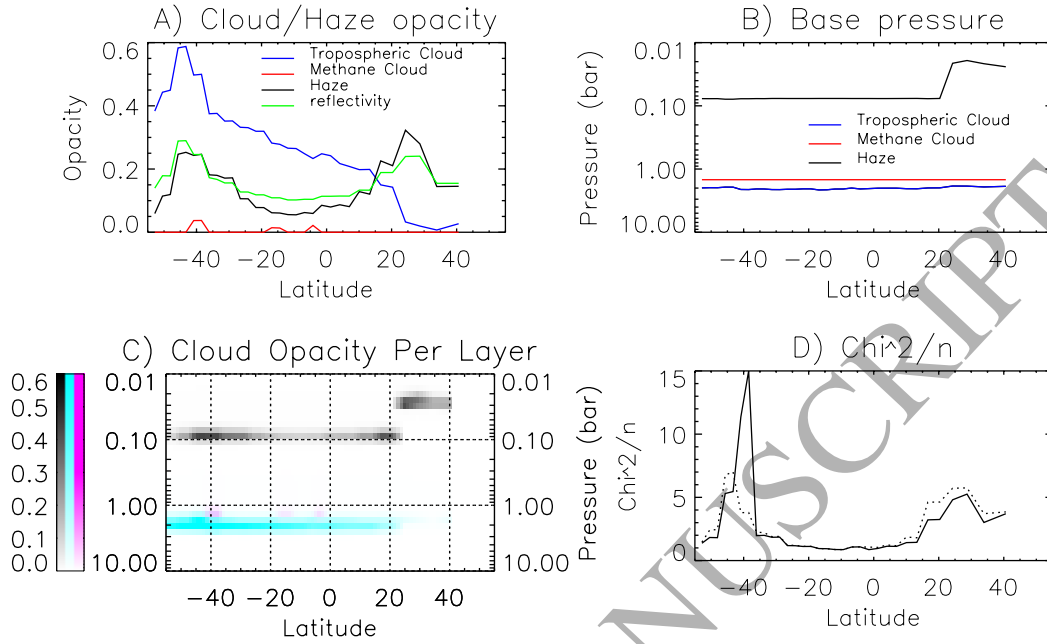 A) Cloud/Haze opacity
0.6
0.4
0.2
0.0
Opacity
Tropospheric Cloud
Methane Cloud
Haze
reflectivity
−40 −20 0 20 40
Latitude
B) Base pressure
0.01
0.10
1.00
10.00
Pressure (bar)
Tropospheric Cloud
Methane Cloud
Haze
−40 −20 0 20 40
Latitude
C) Cloud Opacity Per Layer
0.6
0.5
0.4
0.3
0.2
0.1
0.0
0.01
0.10
1.00
10.00
0.01
0.10
1.00
10.00
Pressure (bar)
−40 −20 0 20 40
Latitude
D) Chi^2/n
15
10
5
0
Chi^2/n
−40 −20 0 20 40
Latitude
NUSCRIPT